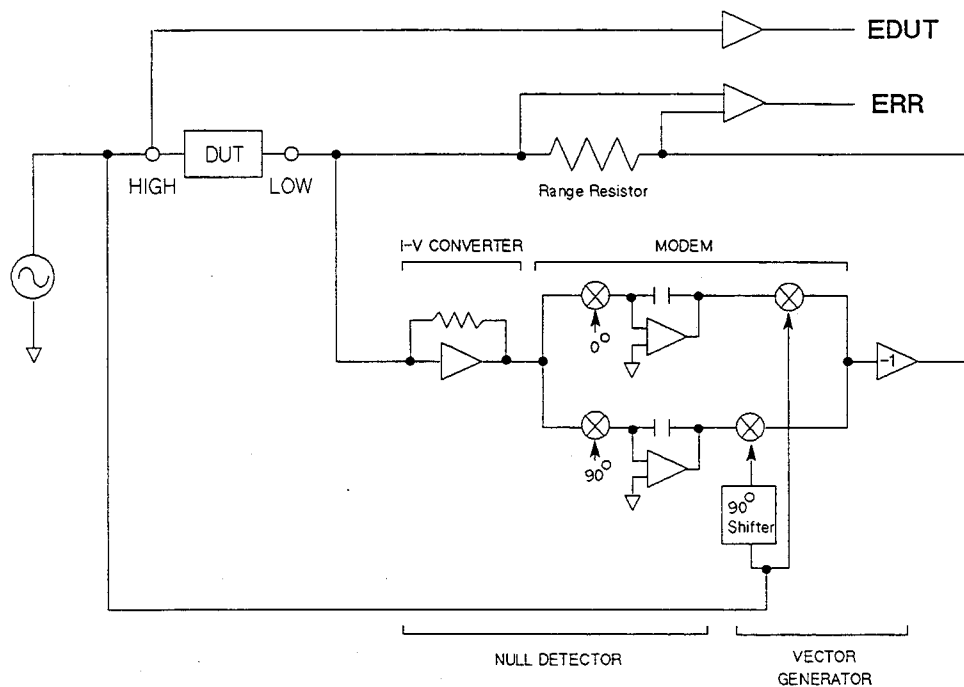 EDUT
ERR
DUT
HIGH
LOW
Range Resistor
I-V CONVERTER
MODEM
0°
-1
90°
90°
Shifter
NULL DETECTOR
VECTOR
GENERATOR